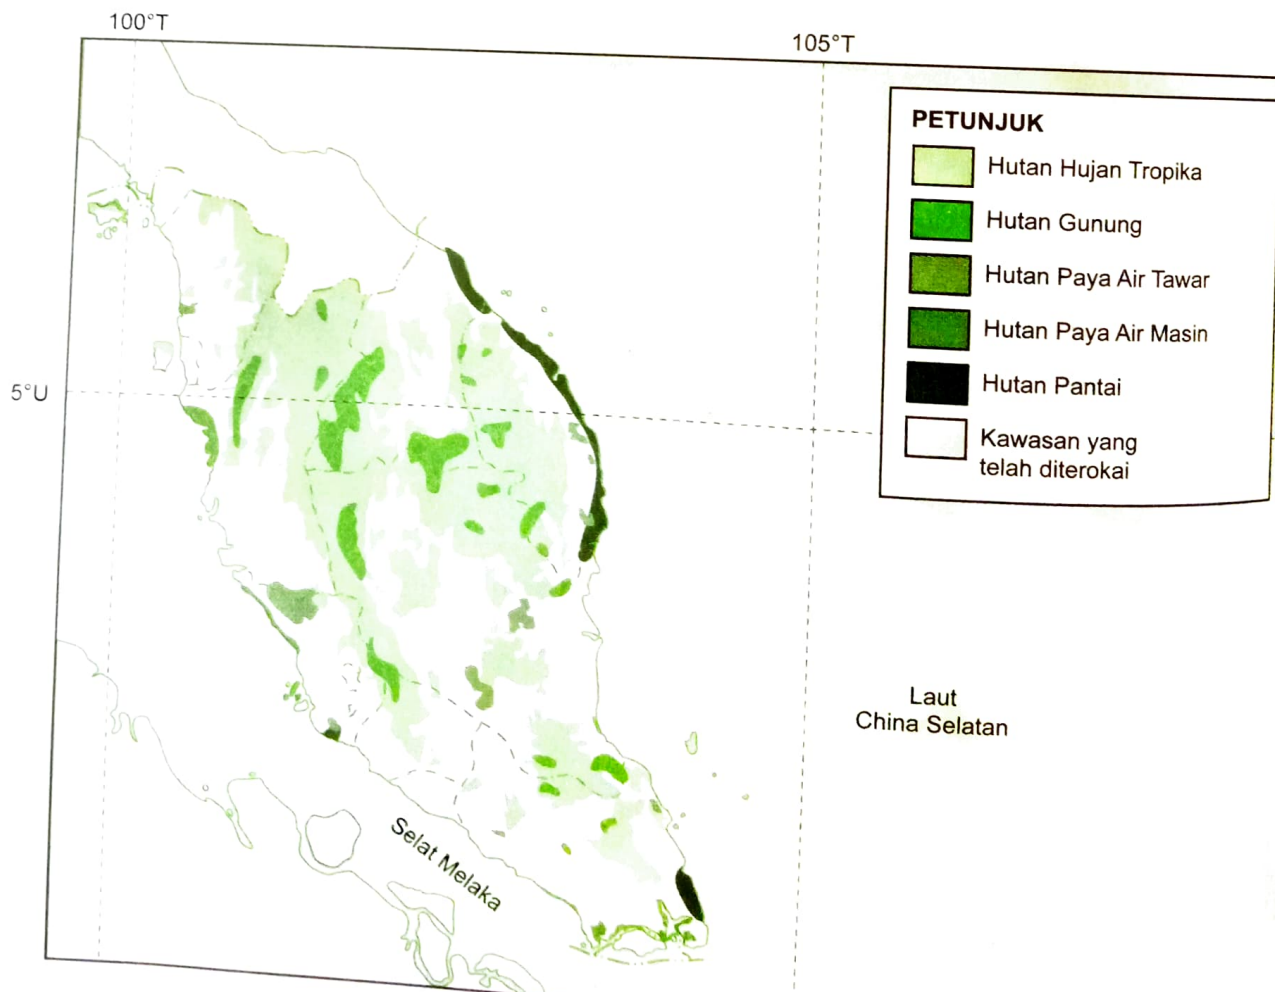 100°T
105°T
PETUNJUK
Hutan Hujan Tropika
Hutan Gunung
Hutan Paya Air Tawar
Hutan Paya Air Masin
Hutan Pantai
Kawasan yang
telah diterokai
5°U
Laut
China Selatan
Selat Melaka